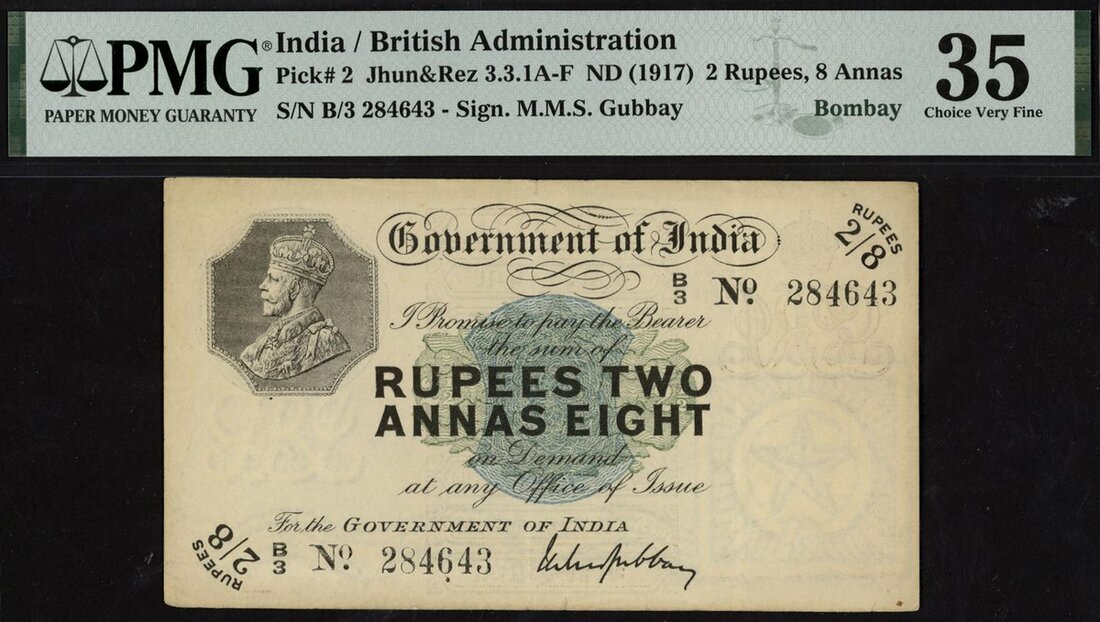 PMG® India / British Administration
PAPER MONEY GUARANTY
Pick# 2 Jhun&Rez 3.3.1A-F ND (1917) 2 Rupees, 8 Annas
S/N B/3 284643 - Sign. M.M.S. Gubbay Bombay
35
Choice Very Fine
Government of India
RUPEES 2/8
B/3 No 284643
I Promise to pay the Bearer
the sum of
RUPEES TWO
ANNAS EIGHT
on Demand
at any Office of Issue
For the GOVERNMENT OF INDIA
RUPEES 2/8
B/3 No 284643